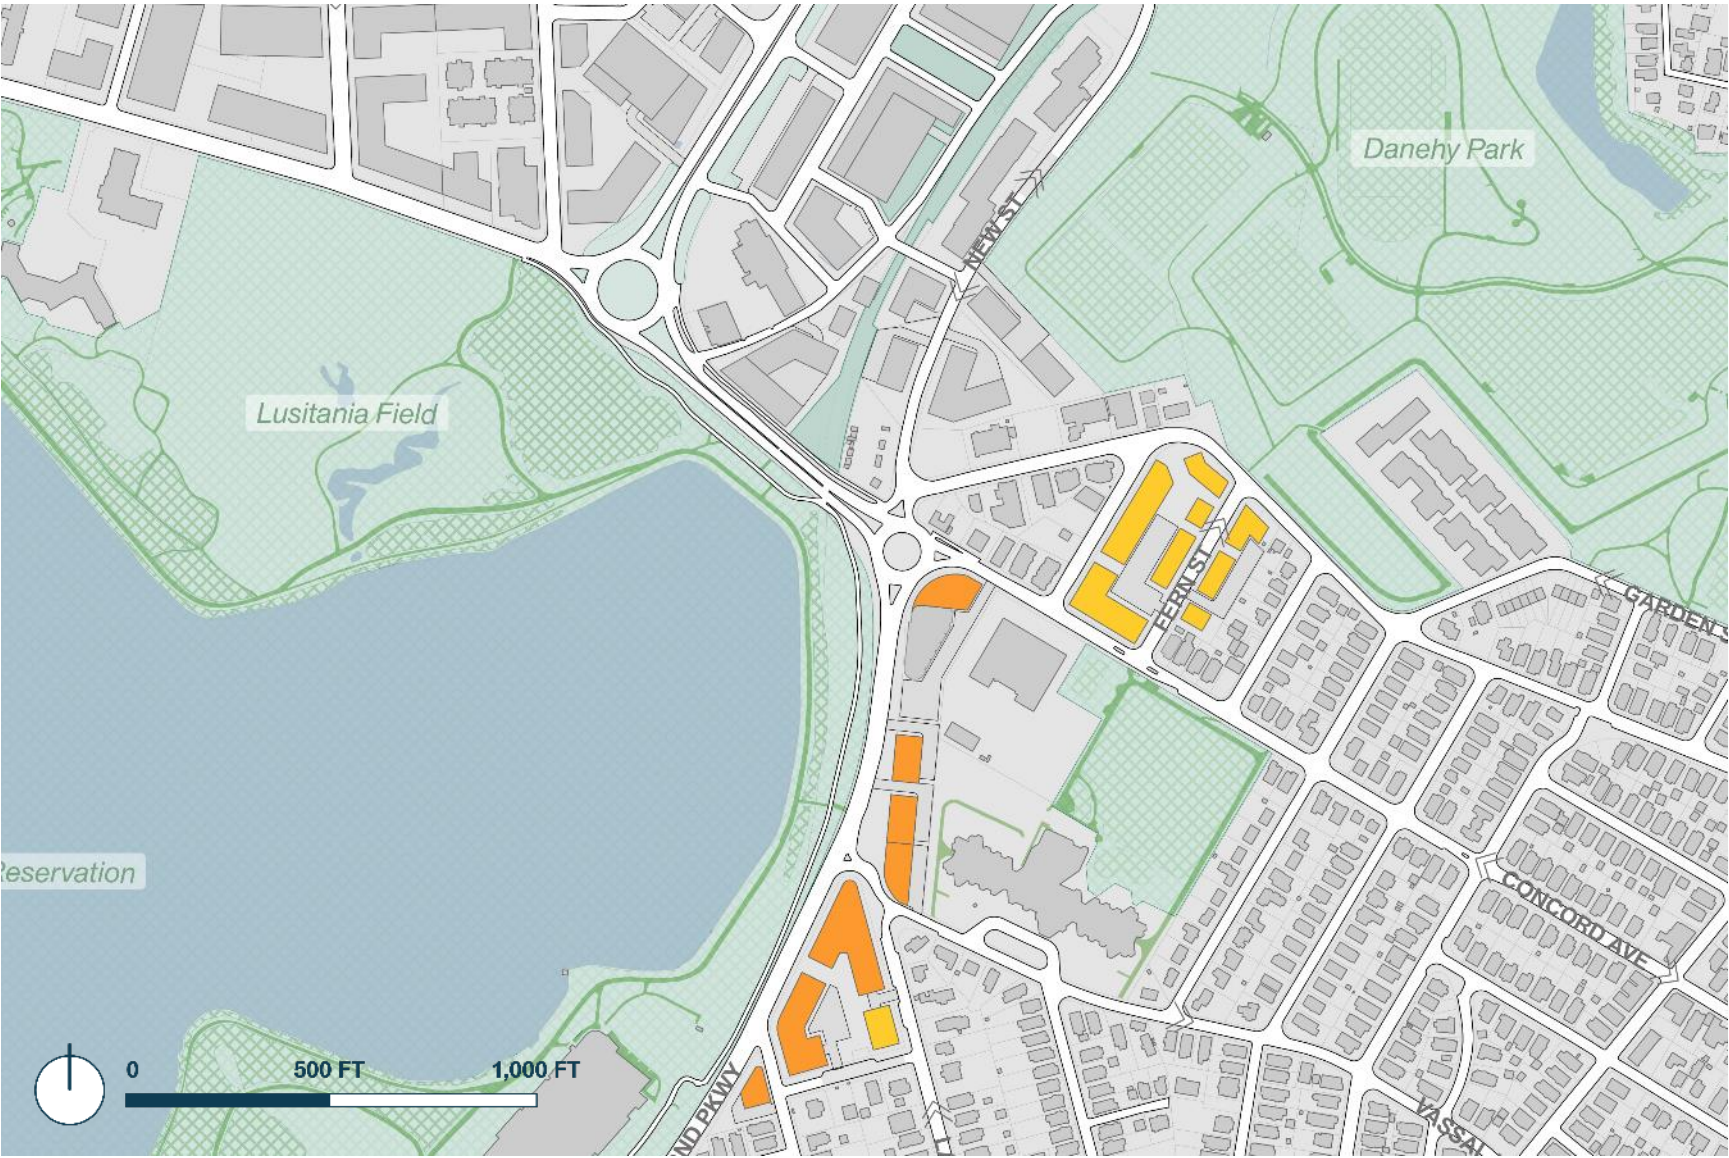 Danehy Park
NEW ST
Lusitania Field
FERN ST
GARDEN S
Reservation
CONCORD AVE
0 500 FT 1,000 FT
ND PKWY
VASSAL